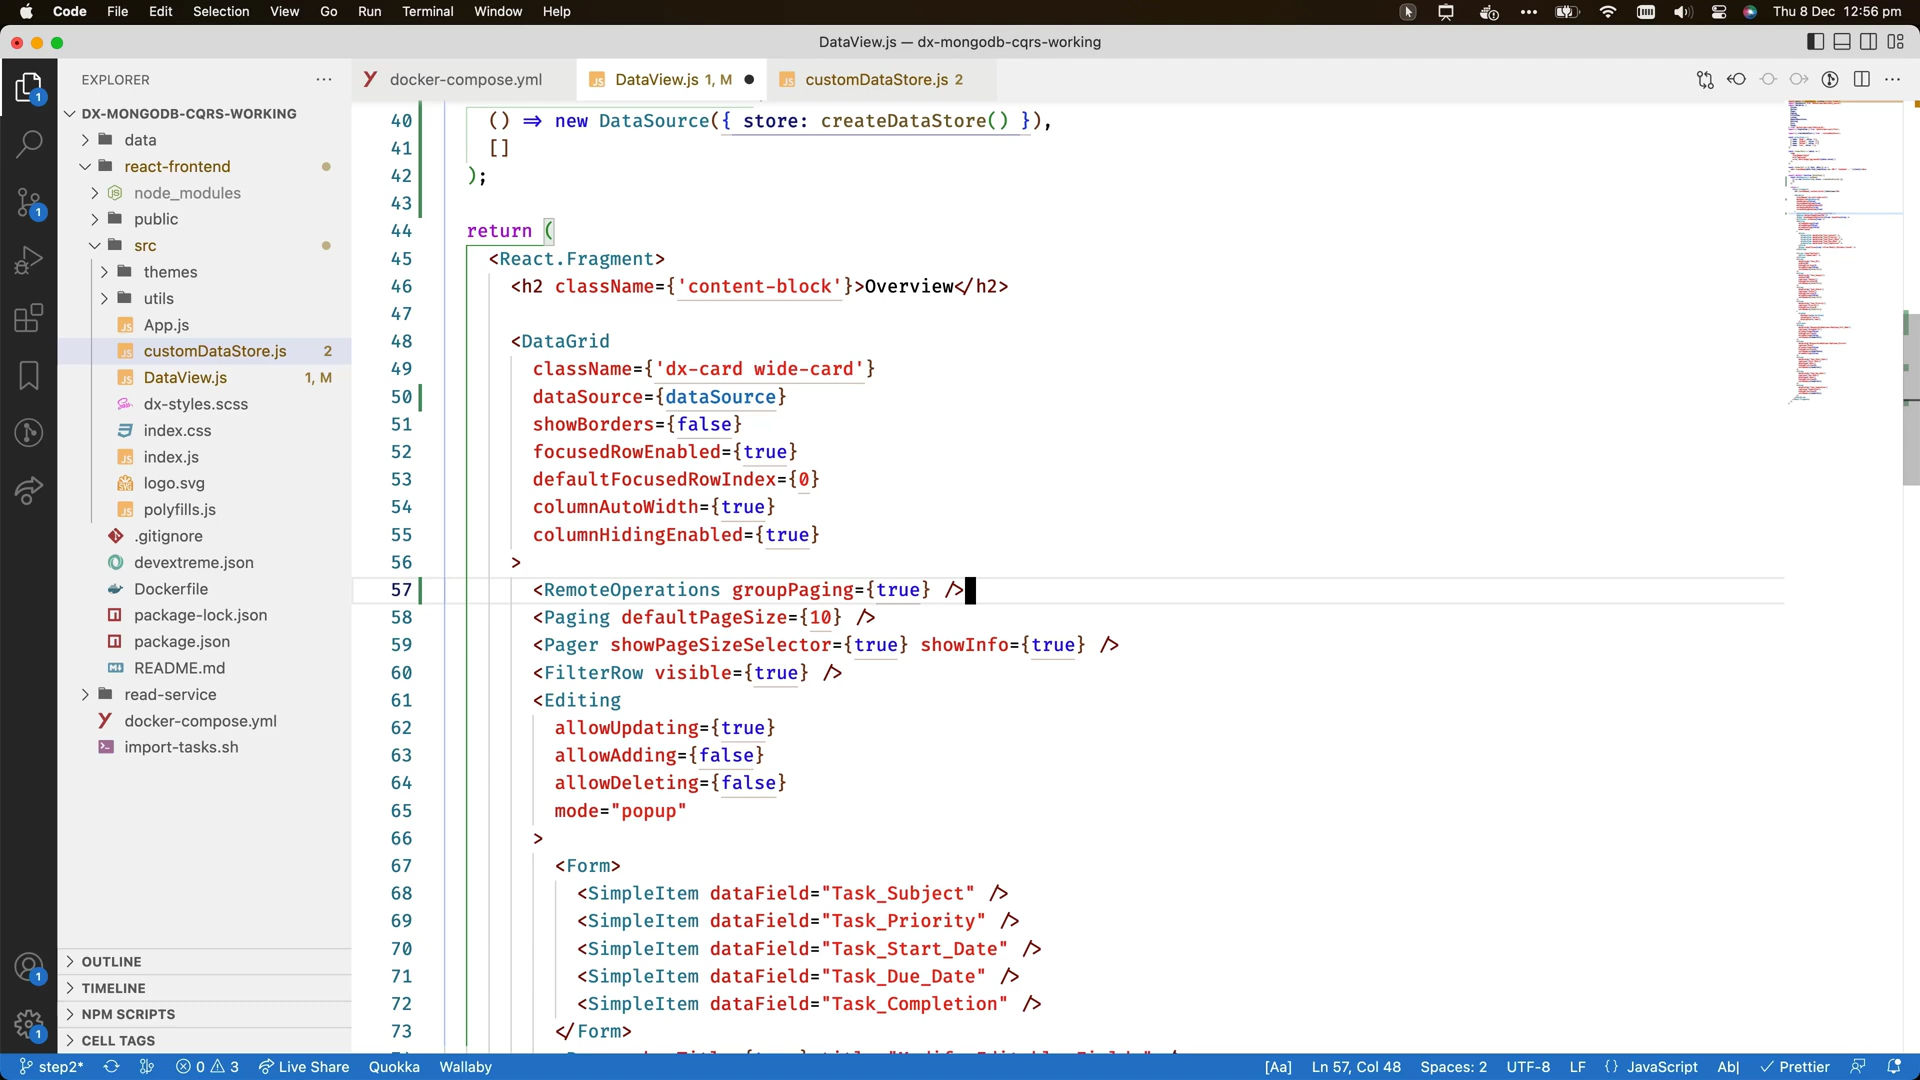 Code File Edit Selection View Go Run Terminal Window Help Thu 8 Dec 12:56 pm
DataView.js — dx-mongodb-cqrs-working
EXPLORER
docker-compose.yml
DataView.js 1, M
customDataStore.js 2
DX-MONGODB-CQRS-WORKING
data
react-frontend
node_modules
public
src
themes
utils
App.js
customDataStore.js 2
DataView.js 1, M
dx-styles.scss
index.css
index.js
logo.svg
polyfills.js
.gitignore
devextreme.json
Dockerfile
package-lock.json
package.json
README.md
read-service
docker-compose.yml
import-tasks.sh
OUTLINE
TIMELINE
NPM SCRIPTS
CELL TAGS
40 () => new DataSource({ store: createDataStore() }),
41 []
42 );
43
44 return (
45 <React.Fragment>
46 <h2 className={'content-block'}>Overview</h2>
47
48 <DataGrid
49 className={'dx-card wide-card'}
50 dataSource={dataSource}
51 showBorders={false}
52 focusedRowEnabled={true}
53 defaultFocusedRowIndex={0}
54 columnAutoWidth={true}
55 columnHidingEnabled={true}
56 >
57 <RemoteOperations groupPaging={true} />
58 <Paging defaultPageSize={10} />
59 <Pager showPageSizeSelector={true} showInfo={true} />
60 <FilterRow visible={true} />
61 <Editing
62 allowUpdating={true}
63 allowAdding={false}
64 allowDeleting={false}
65 mode="popup"
66 >
67 <Form>
68 <SimpleItem dataField="Task_Subject" />
69 <SimpleItem dataField="Task_Priority" />
70 <SimpleItem dataField="Task_Start_Date" />
71 <SimpleItem dataField="Task_Due_Date" />
72 <SimpleItem dataField="Task_Completion" />
73 </Form>
step2* 0 3 Live Share Quokka Wallaby [Aa] Ln 57, Col 48 Spaces: 2 UTF-8 LF {} JavaScript Ab| Prettier